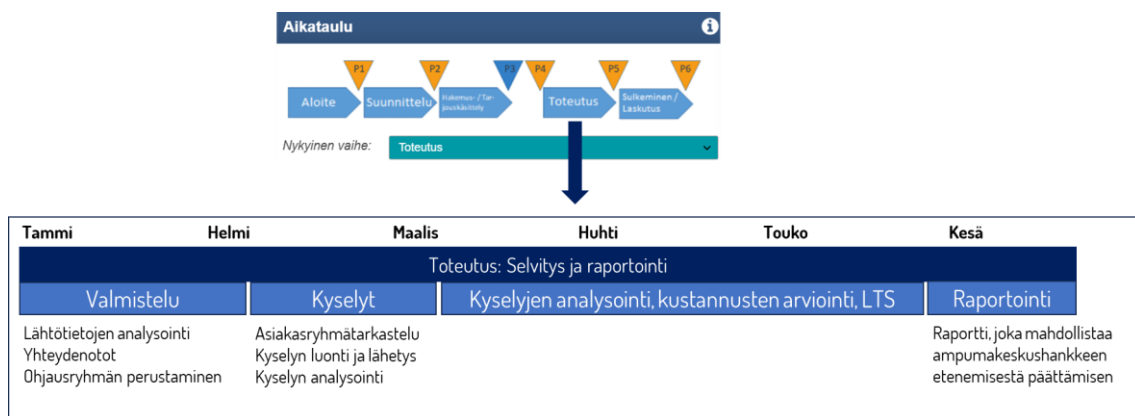 Aikataulu
P1 P2 P3 P4 P5 P6
Aloite
Suunnittelu
Hakemus- / Tar-
jouskäsittely
Toteutus
Sulkeminen /
Laskutus
Nykyinen vaihe: Toteutus
Tammi Helmi Maalis Huhti Touko Kesä
Toteutus: Selvitys ja raportointi
Valmistelu Kyselyt Kyselyjen analysointi, kustannusten arviointi, LTS Raportointi
Lähtötietojen analysointi
Yhteydenotot
Ohjausryhmän perustaminen
Asiakasryhmätarkastelu
Kyselyn luonti ja lähetys
Kyselyn analysointi
Raportti, joka mahdollistaa
ampumakeskushankkeen
etenemisestä päättämisen